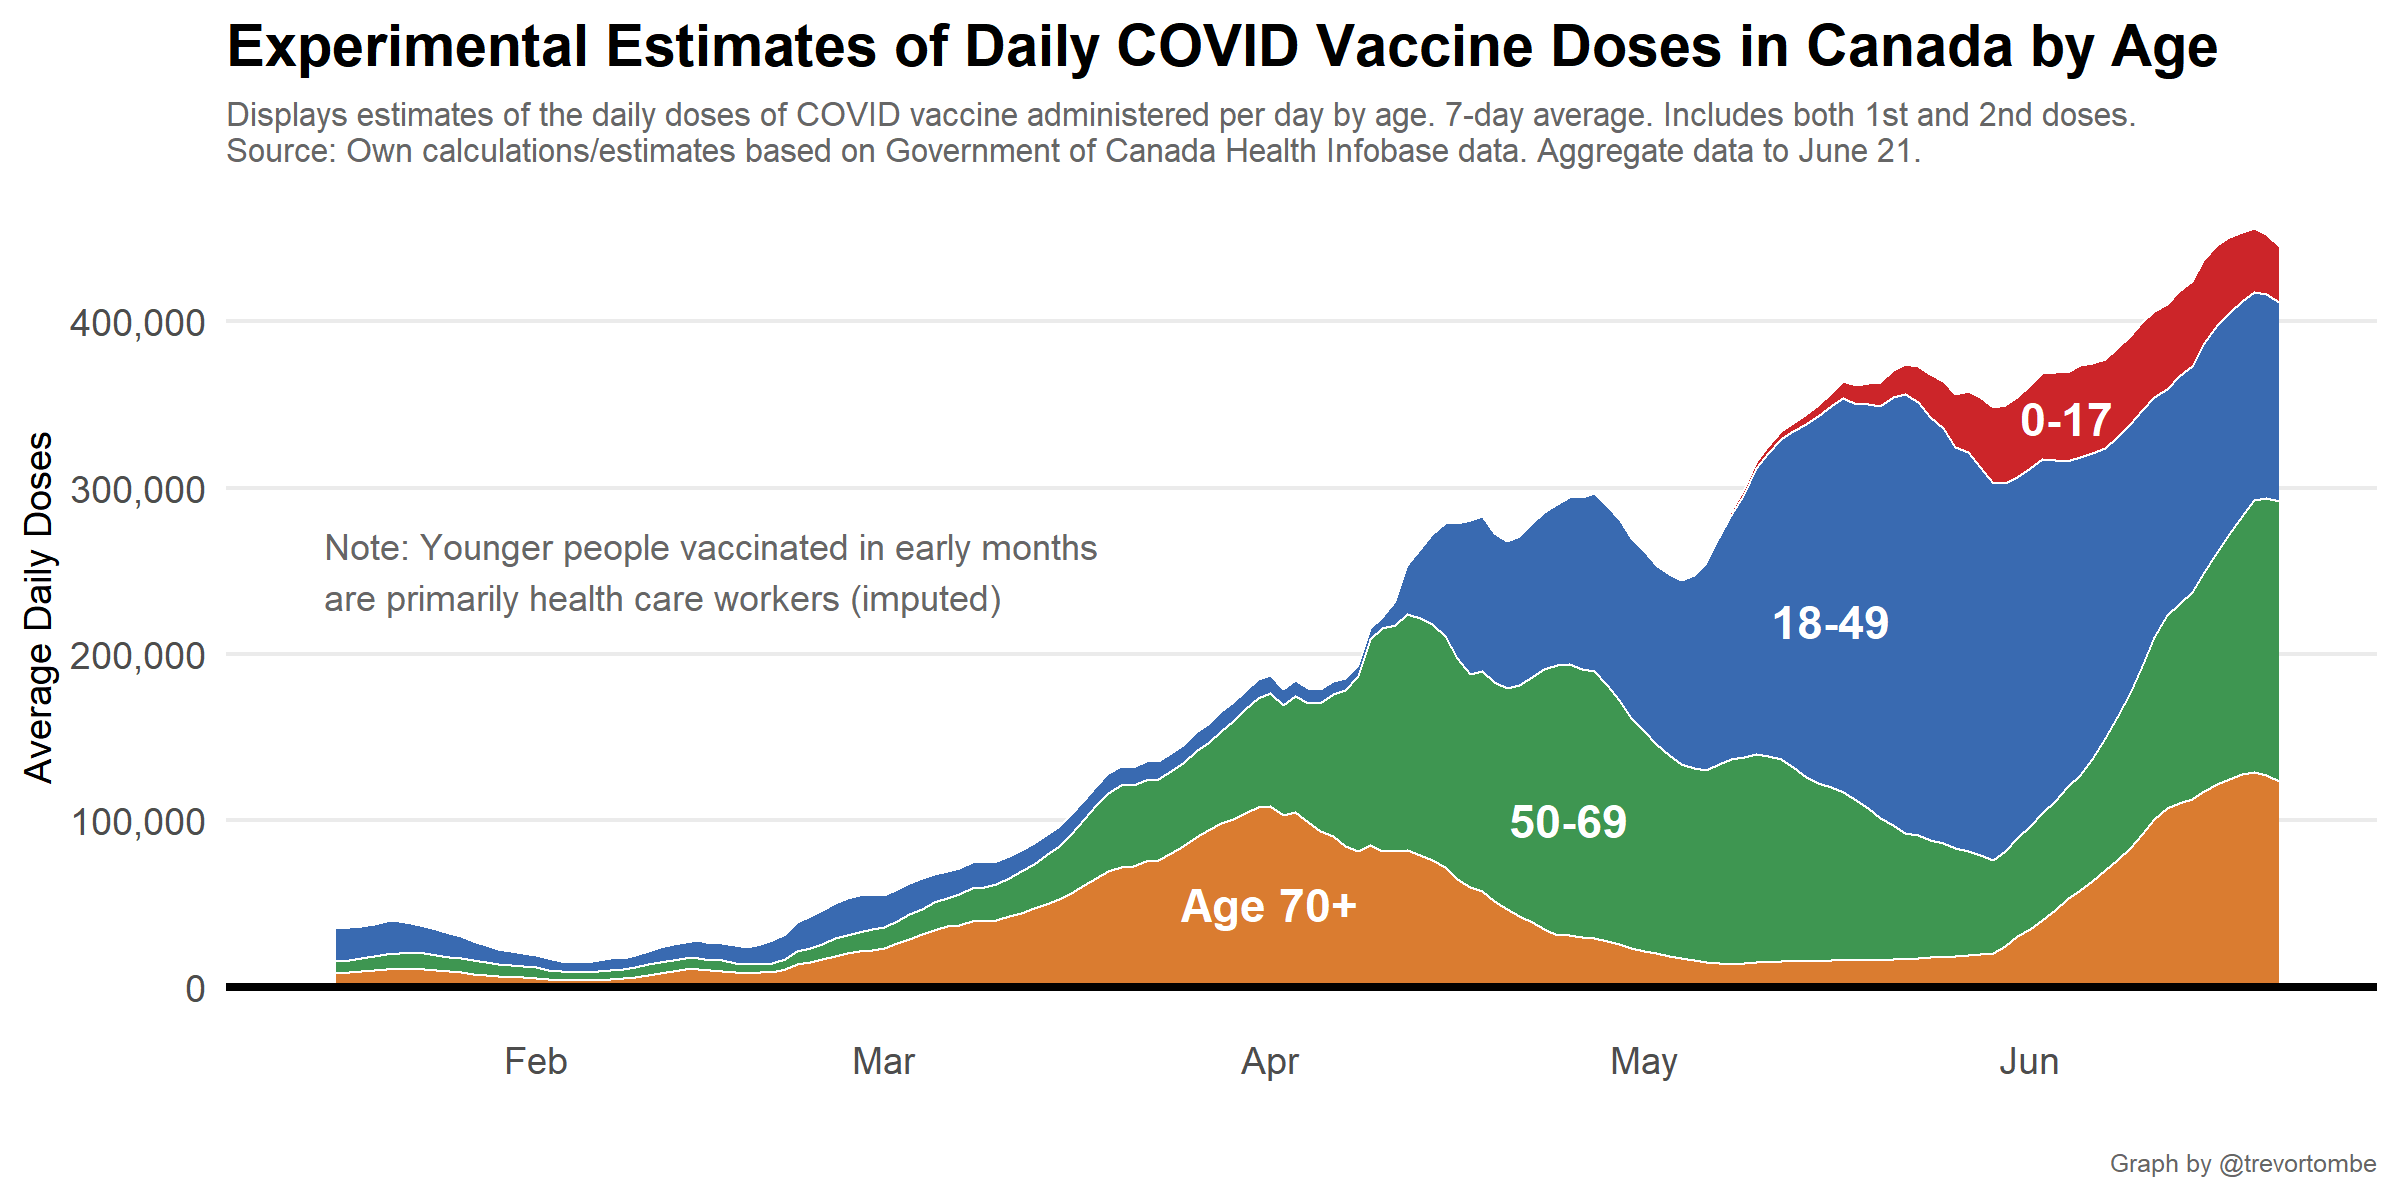 Experimental Estimates of Daily COVID Vaccine Doses in Canada by Age
Displays estimates of the daily doses of COVID vaccine administered per day by age. 7-day average. Includes both 1st and 2nd doses.
Source: Own calculations/estimates based on Government of Canada Health Infobase data. Aggregate data to June 21.
Average Daily Doses
400,000
300,000
200,000
100,000
0
Note: Younger people vaccinated in early months
are primarily health care workers (imputed)
0-17
18-49
50-69
Age 70+
Feb
Mar
Apr
May
Jun
Graph by @trevortombe